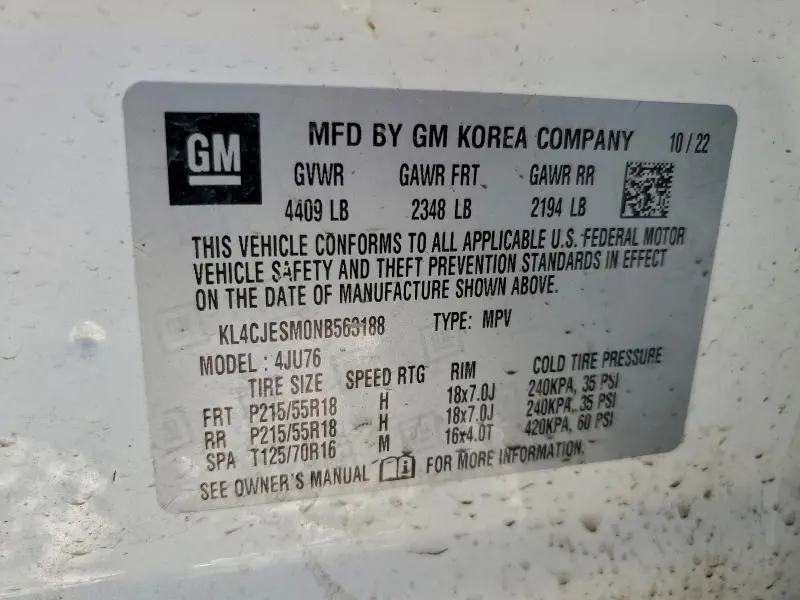 GM
MFD BY GM KOREA COMPANY 10/22
GVWR GAWR FRT GAWR RR
4409 LB 2348 LB 2194 LB
THIS VEHICLE CONFORMS TO ALL APPLICABLE U.S. FEDERAL MOTOR
VEHICLE SAFETY AND THEFT PREVENTION STANDARDS IN EFFECT
ON THE DATE OF MANUFACTURE SHOWN ABOVE.
KL4CJESM0NB569188 TYPE: MPV
MODEL: 4JU76
TIRE SIZE SPEED RTG RIM COLD TIRE PRESSURE
FRT P215/55R18 H 18x7.0J 240KPA, 35 PSI
RR P215/55R18 H 18x7.0J 240KPA, 35 PSI
SPA T125/70R16 M 16x4.0T 420KPA, 60 PSI
SEE OWNER'S MANUAL FOR MORE INFORMATION.